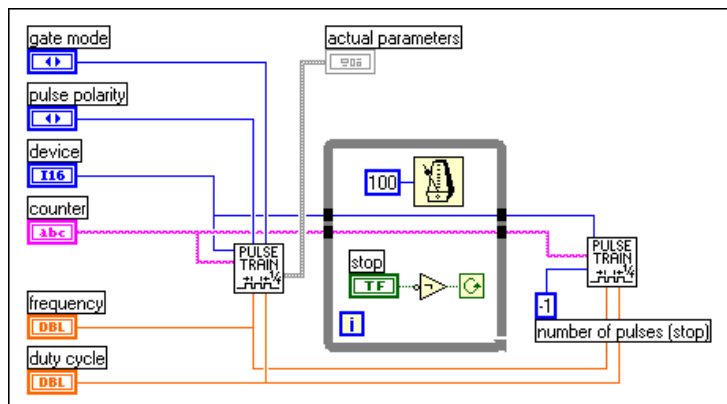 gate mode
actual parameters
pulse polarity
device
I16
100
counter
abc
PULSE
TRAIN
stop
TF
i
PULSE
TRAIN
-1
frequency
DBL
number of pulses (stop)
duty cycle
DBL